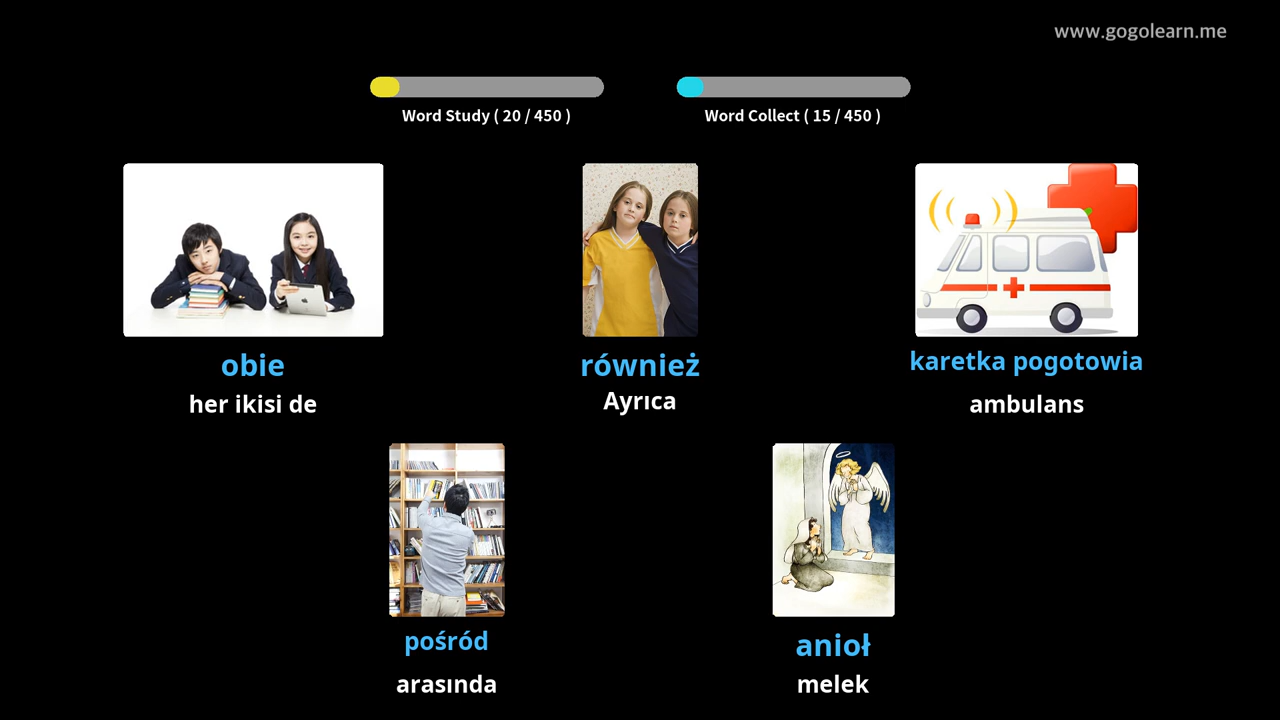 www.gogolearn.me
Word Study ( 20 / 450 )
Word Collect ( 15 / 450 )
obie
her ikisi de
również
Ayrıca
karetka pogotowia
ambulans
pośród
arasında
anioł
melek